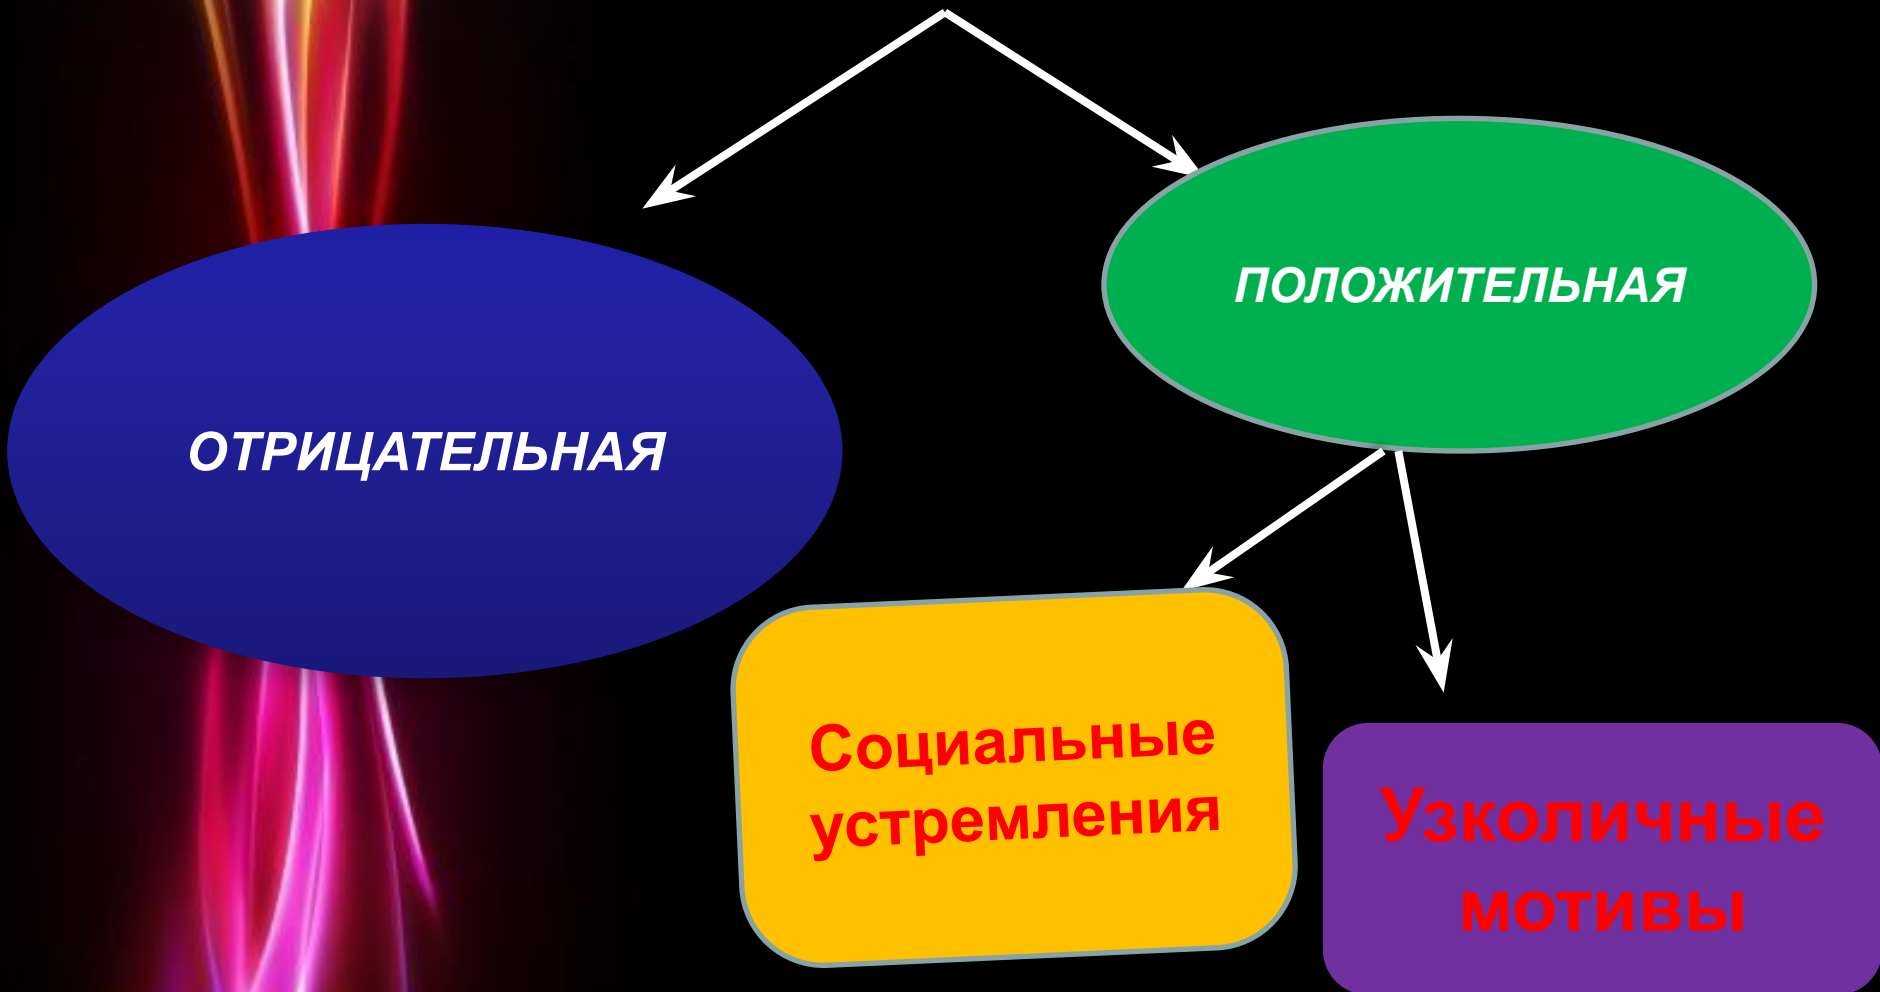 ПОЛОЖИТЕЛЬНАЯ
ОТРИЦАТЕЛЬНАЯ
Социальные
устремления
Узколичные
мотивы